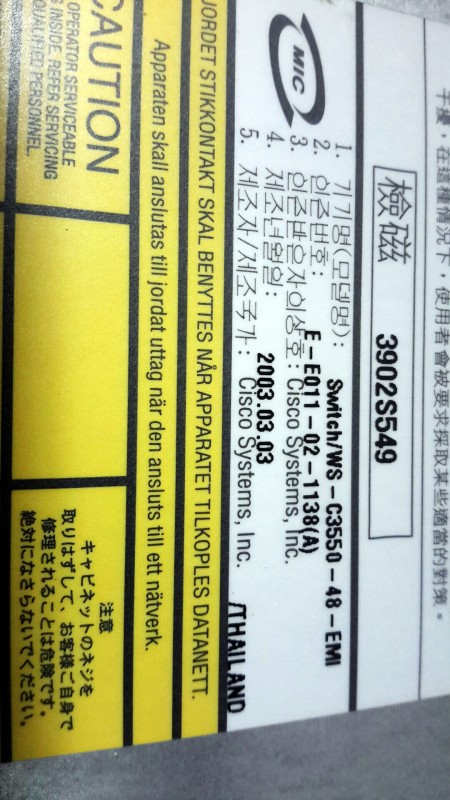 干擾，在這種情況下，使用者會被要求採取某些適當的對策。
檢磁 3902S549
MIC
1. 기기명(모델명): Switch/WS-C3550-48-EMI
2. 인증번호: E-E011-02-1138(A)
3. 인증받은자의상호: Cisco Systems, Inc.
4. 제조년월일: 2003.03.03
5. 제조자/제조국가: Cisco Systems, Inc. /THAILAND
JORDET STIKKONTAKT SKAL BENYTTES NÅR APPARATET TILKOPLES DATANETT.
Apparaten skall anslutas till jordat uttag när den ansluts till ett nätverk.
CAUTION
OPERATOR SERVICEABLE
INSIDE. REFER SERVICING
QUALIFIED PERSONNEL.
注意
キャビネットのネジを
取りはずして、お客様ご自身で
修理されることは危険です。
絶対になさらないでください。